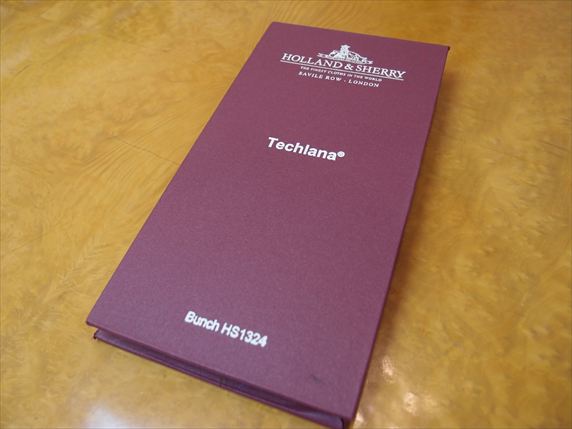 HOLLAND & SHERRY
THE FINEST CLOTHS IN THE WORLD
SAVILE ROW · LONDON
Techlana®
Bunch HS1324